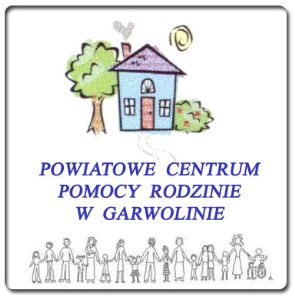 POWIATOWE CENTRUM
POMOCY RODZINIE
W GARWOLINIE